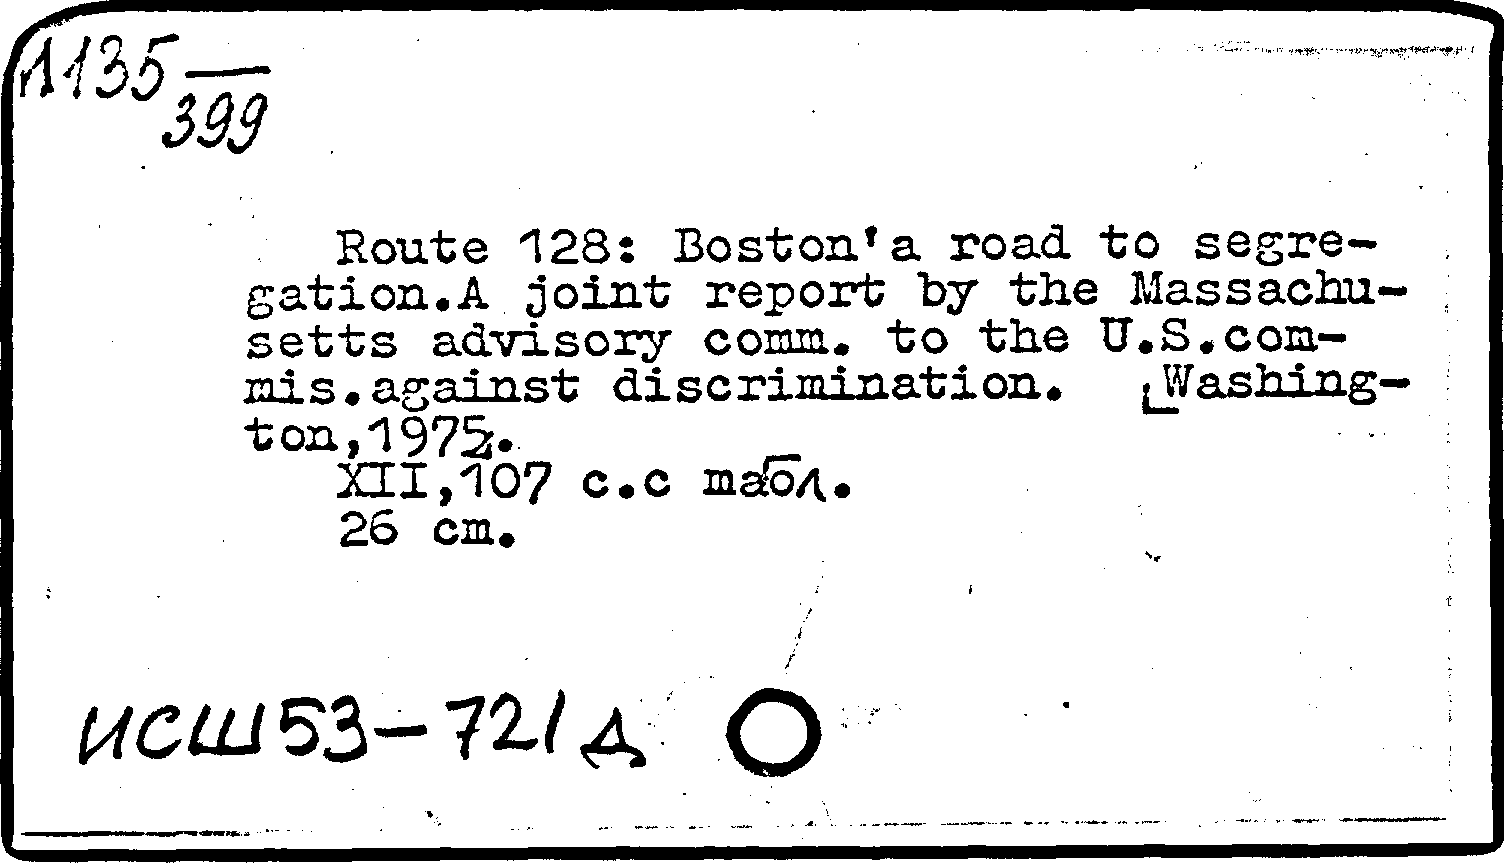 Л135
399
Route 128: Boston'a road to segre-
gation.A joint report by the Massachu-
setts advisory comm. to the U.S.com-
mis.against discrimination. [Washing-
ton,1975.
XII,107 c.c табл.
26 cm.
ИСШ53-721д